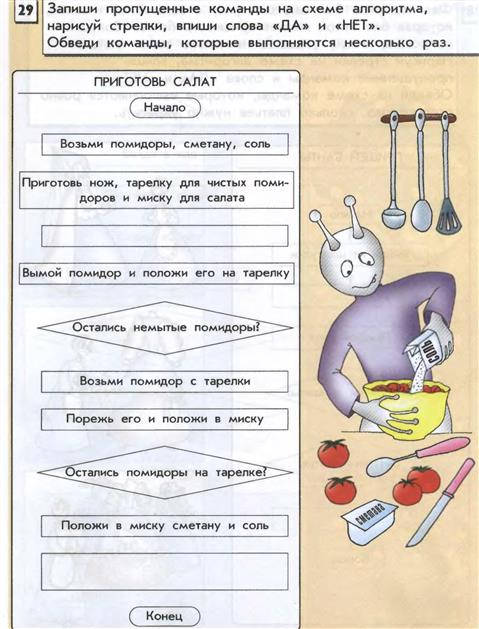 29
Запиши пропущенные команды на схеме алгоритма,
нарисуй стрелки, впиши слова «ДА» и «НЕТ».
Обведи команды, которые выполняются несколько раз.
ПРИГОТОВЬ САЛАТ
Начало
Возьми помидоры, сметану, соль
Приготовь нож, тарелку для чистых поми-
доров и миску для салата
Вымой помидор и положи его на тарелку
Остались немытые помидоры?
Возьми помидор с тарелки
Порежь его и положи в миску
Остались помидоры на тарелке?
Положи в миску сметану и соль
Конец
СОЛЬ
сметана